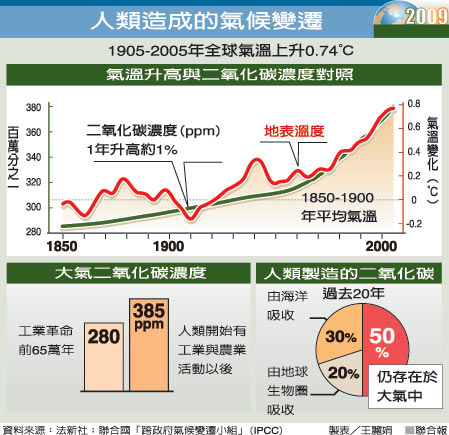 人類造成的氣候變遷
2009
1905-2005年全球氣溫上升0.74℃
氣溫升高與二氧化碳濃度對照
百萬分之一
380
360
340
320
300
280
二氧化碳濃度(ppm)
1年升高約1%
地表溫度
1850-1900
年平均氣溫
0.8
0.6
0.4
0.2
0
-0.2
氣溫變化(℃)
1850
1900
2000
大氣二氧化碳濃度
工業革命
前65萬年
280
385
ppm
人類開始有
工業與農業
活動以後
人類製造的二氧化碳
過去20年
由海洋
吸收
30%
50
%
仍存在於
大氣中
20%
由地球
生物圈
吸收
資料來源：法新社；聯合國「跨政府氣候變遷小組」(IPCC)
製表／王麗娟
■聯合報